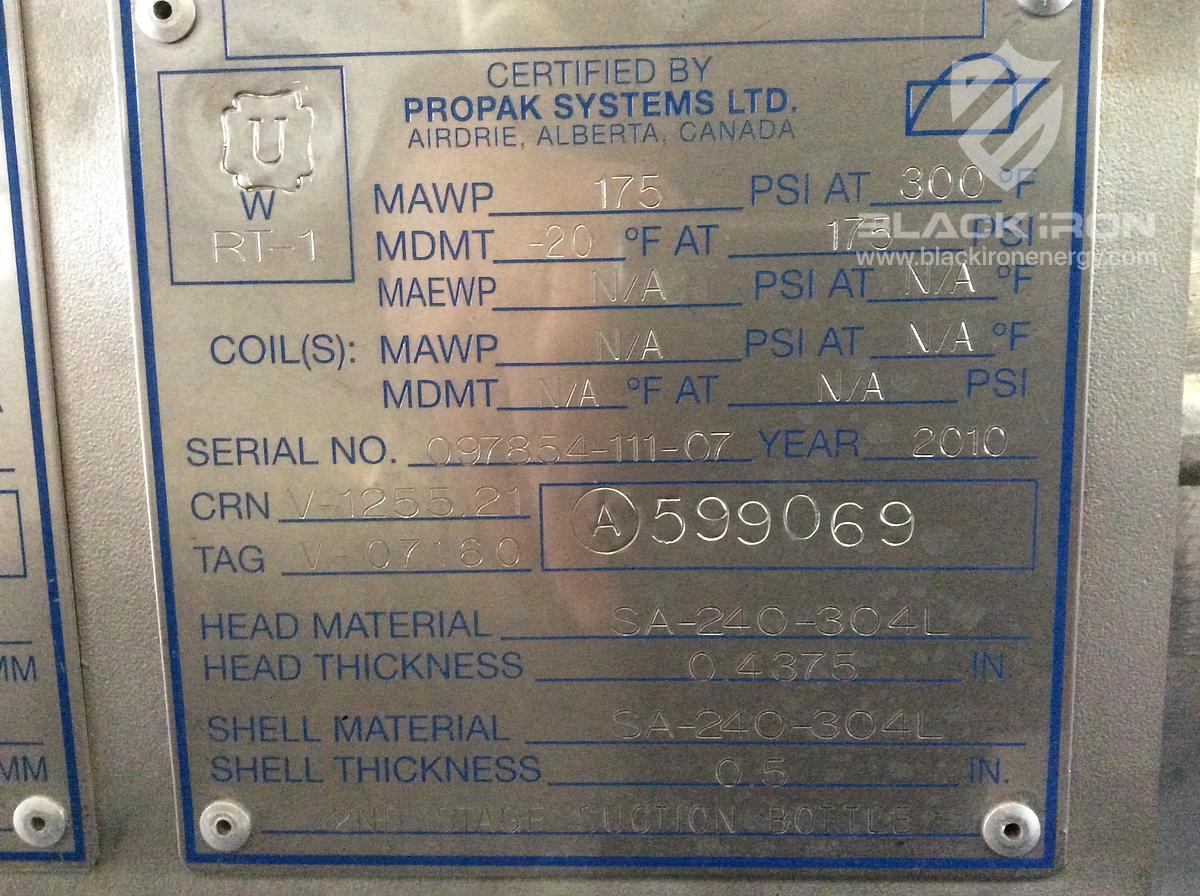 CERTIFIED BY
PROPAK SYSTEMS LTD.
AIRDRIE, ALBERTA, CANADA
U
W
RT-1
MAWP 175 PSI AT 300 °F
MDMT -20 °F AT 175 PSI
MAEWP N/A PSI AT N/A °F
COIL(S): MAWP N/A PSI AT N/A °F
MDMT N/A °F AT N/A PSI
SERIAL NO. 097854-111-07 YEAR 2010
CRN V-1255.21
A 599069
TAG V-07160
HEAD MATERIAL SA-240-304L
HEAD THICKNESS 0.4375 IN
SHELL MATERIAL SA-240-304L
SHELL THICKNESS 0.5 IN.
2ND STAGE SUCTION BOTTLE
BLACK IRON
www.blackironenergy.com
MM
MM